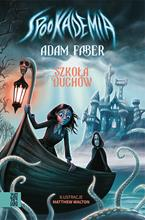 SPOOKADEMIA
ADAM FABER
SZKOŁA
DUCHÓW
ILUSTRACJE
MATTHEW WALTON